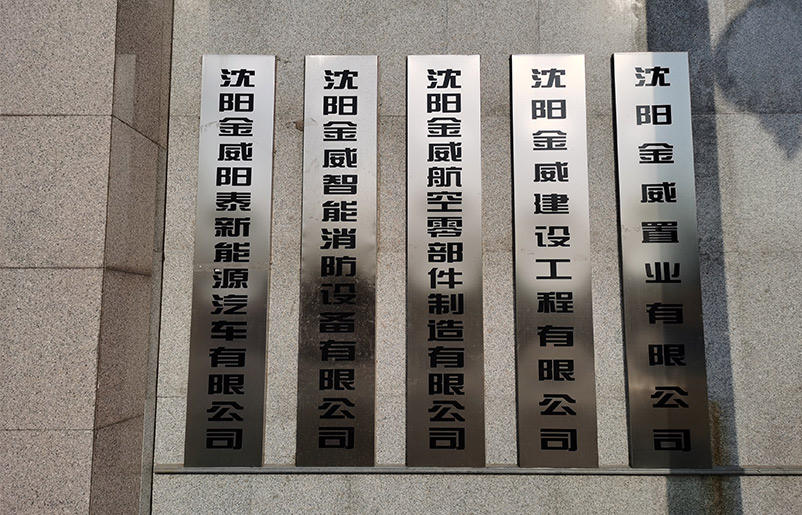 沈阳金威阳泰新能源汽车有限公司
沈阳金威智能消防设备有限公司
沈阳金威航空零部件制造有限公司
沈阳金威建设工程有限公司
沈阳金威置业有限公司